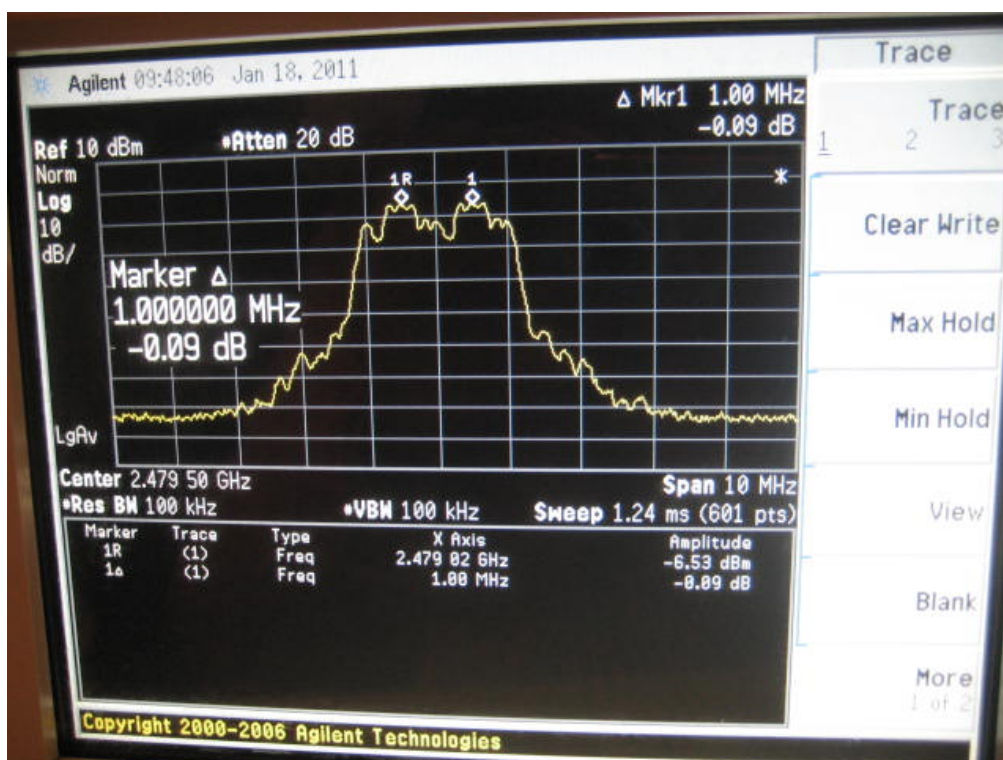 Agilent 09:48:06 Jan 18, 2011
Trace
Δ Mkr1 1.00 MHz
-0.09 dB
Ref 10 dBm #Atten 20 dB
Norm
Log
10
dB/
1R 1
*
Marker Δ
1.000000 MHz
-0.09 dB
LgAv
Center 2.479 50 GHz Span 10 MHz
#Res BW 100 kHz #VBW 100 kHz Sweep 1.24 ms (601 pts)
Marker Trace Type X Axis Amplitude
1R (1) Freq 2.479 02 GHz -6.53 dBm
1Δ (1) Freq 1.00 MHz -0.09 dB
Copyright 2000-2006 Agilent Technologies
Trace
1 2 3
Clear Write
Max Hold
Min Hold
View
Blank
More
1 of 2